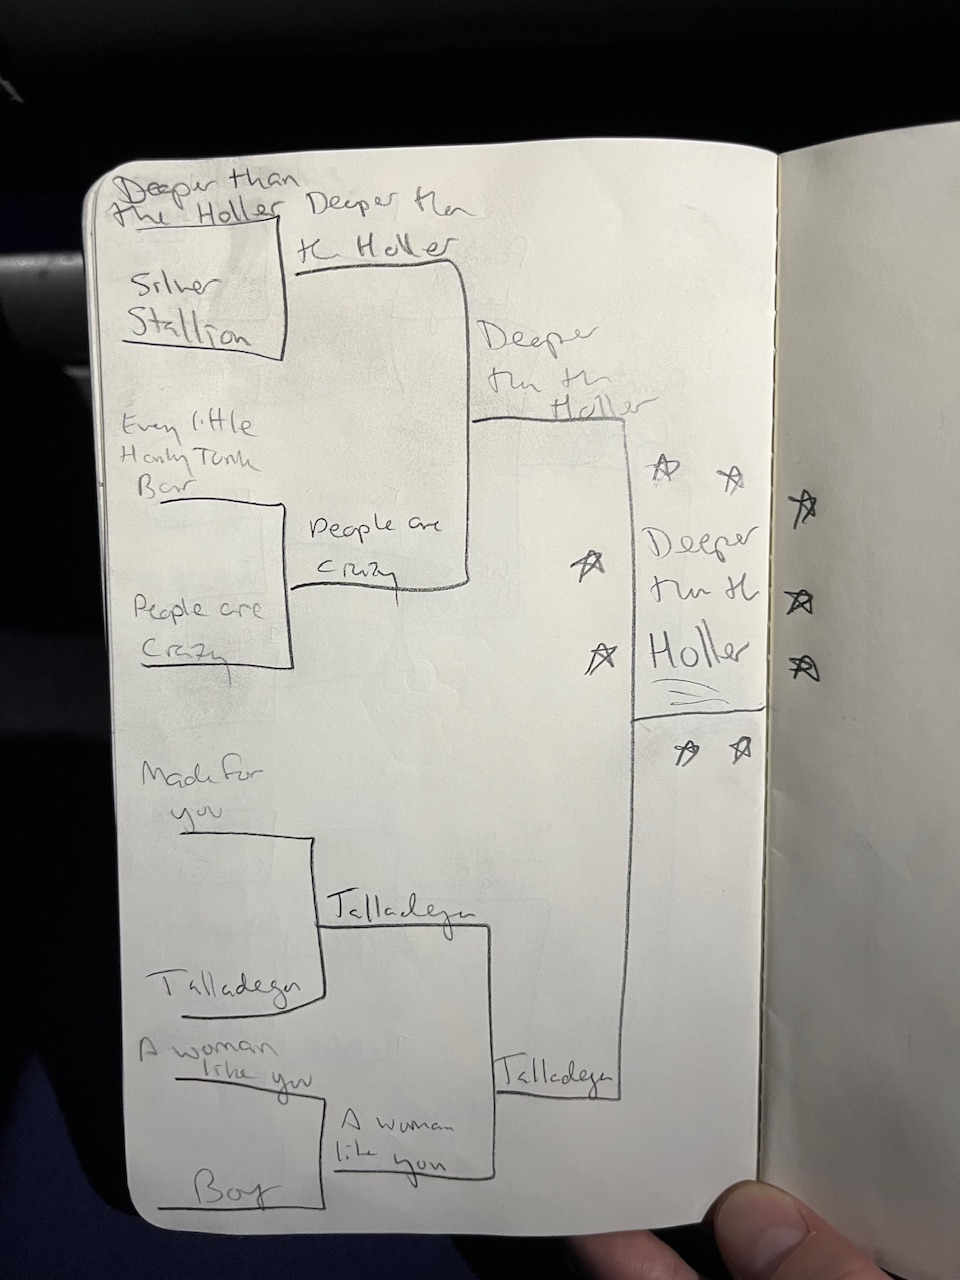 Deeper than
the Holler
Silver
Stallion
Every little
Honky Tonk
Bar
People are
Crazy
Made for
you
Talladega
A woman
like you
Boy
Deeper than
the Holler
People are
Crazy
Talladega
A woman
like you
Deeper
than the
Holler
Talladega
Deeper
than the
Holler